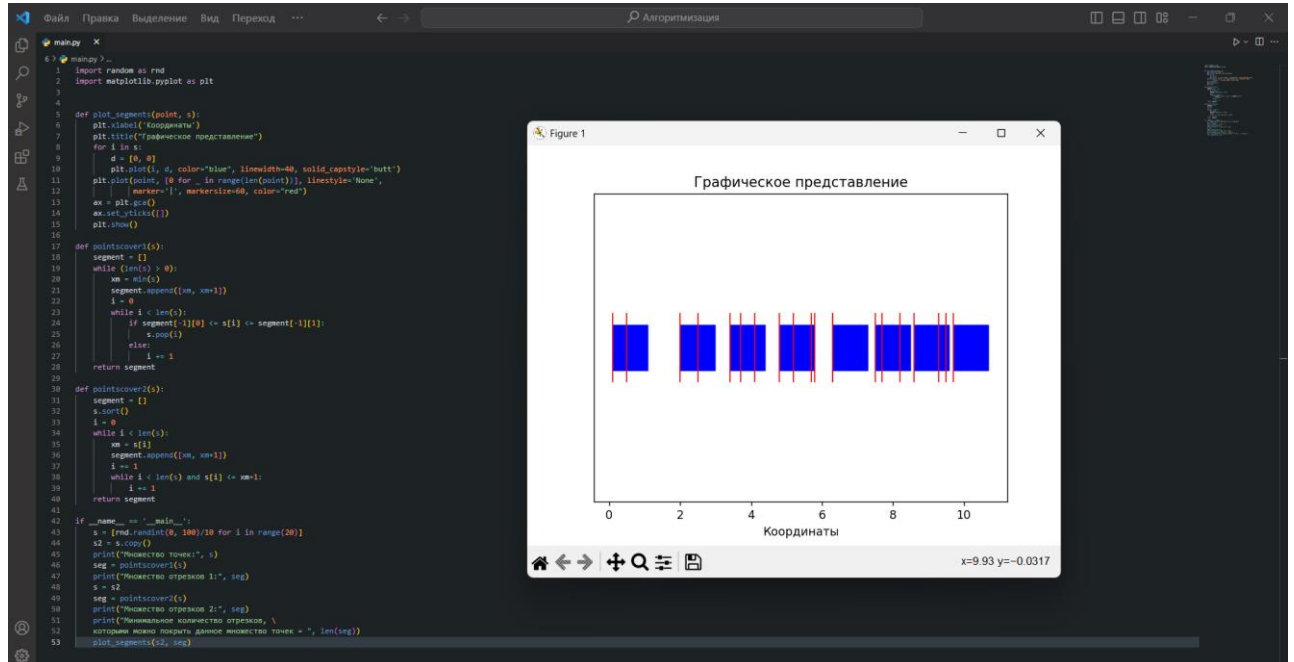 Файл Правка Выделение Вид Переход ··· Алгоритмизация
main.py
6 > main.py > ...
1 import random as rnd
2 import matplotlib.pyplot as plt
3
4
5 def plot_segments(point, s):
6 plt.xlabel('Координаты')
7 plt.title("Графическое представление")
8 for i in s:
9 d = [0, 0]
10 plt.plot(i, d, color="blue", linewidth=40, solid_capstyle='butt')
11 plt.plot(point, [0 for _ in range(len(point))], linestyle='None',
12 marker='|', markersize=60, color="red")
13 ax = plt.gca()
14 ax.set_yticks([])
15 plt.show()
16
17 def pointscover1(s):
18 segment = []
19 while (len(s) > 0):
20 xm = min(s)
21 segment.append([xm, xm+1])
22 i = 0
23 while i < len(s):
24 if segment[-1][0] <= s[i] <= segment[-1][1]:
25 s.pop(i)
26 else:
27 i += 1
28 return segment
29
30 def pointscover2(s):
31 segment = []
32 s.sort()
33 i = 0
34 while i < len(s):
35 xm = s[i]
36 segment.append([xm, xm+1])
37 i += 1
38 while i < len(s) and s[i] <= xm+1:
39 i += 1
40 return segment
41
42 if __name__ == '__main__':
43 s = [rnd.randint(0, 100)/10 for i in range(20)]
44 s2 = s.copy()
45 print("Множество точек:", s)
46 seg = pointscover1(s)
47 print("Множество отрезков 1:", seg)
48 s = s2
49 seg = pointscover2(s)
50 print("Множество отрезков 2:", seg)
51 print("Минимальное количество отрезков, \
52 которыми можно покрыть данное множество точек = ", len(seg))
53 plot_segments(s2, seg)
Figure 1
Графическое представление
0 2 4 6 8 10
Координаты
x=9.93 y=−0.0317